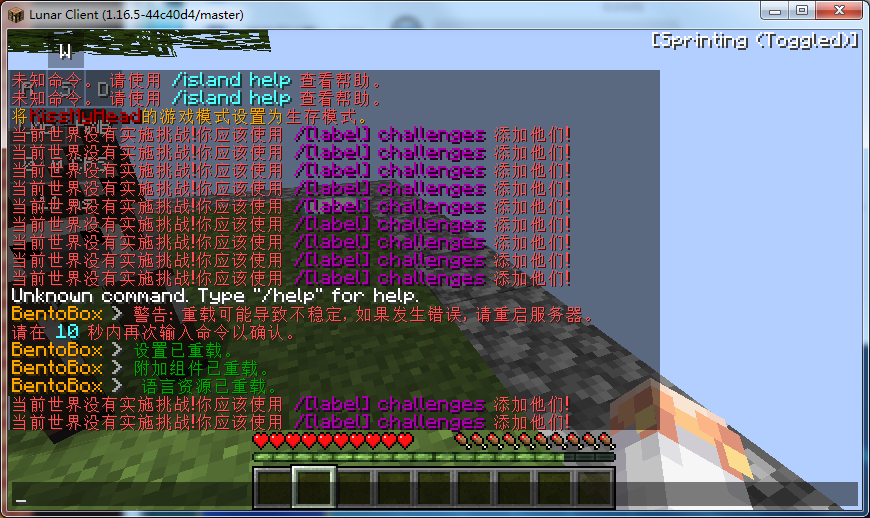 Lunar Client (1.16.5-44c40d4/master)
[Sprinting (Toggled)]
W
未知命令。请使用 /island help 查看帮助。
未知命令。请使用 /island help 查看帮助。
将KissMyHead的游戏模式设置为生存模式。
当前世界没有实施挑战!你应该使用 /[label] challenges 添加他们!
当前世界没有实施挑战!你应该使用 /[label] challenges 添加他们!
当前世界没有实施挑战!你应该使用 /[label] challenges 添加他们!
当前世界没有实施挑战!你应该使用 /[label] challenges 添加他们!
当前世界没有实施挑战!你应该使用 /[label] challenges 添加他们!
当前世界没有实施挑战!你应该使用 /[label] challenges 添加他们!
当前世界没有实施挑战!你应该使用 /[label] challenges 添加他们!
当前世界没有实施挑战!你应该使用 /[label] challenges 添加他们!
当前世界没有实施挑战!你应该使用 /[label] challenges 添加他们!
Unknown command. Type "/help" for help.
BentoBox > 警告: 重载可能导致不稳定, 如果发生错误, 请重启服务器。
请在 10 秒内再次输入命令以确认。
BentoBox > 设置已重载。
BentoBox > 附加组件已重载。
BentoBox > 语言资源已重载。
当前世界没有实施挑战!你应该使用 /[label] challenges 添加他们!
当前世界没有实施挑战!你应该使用 /[label] challenges 添加他们!
_